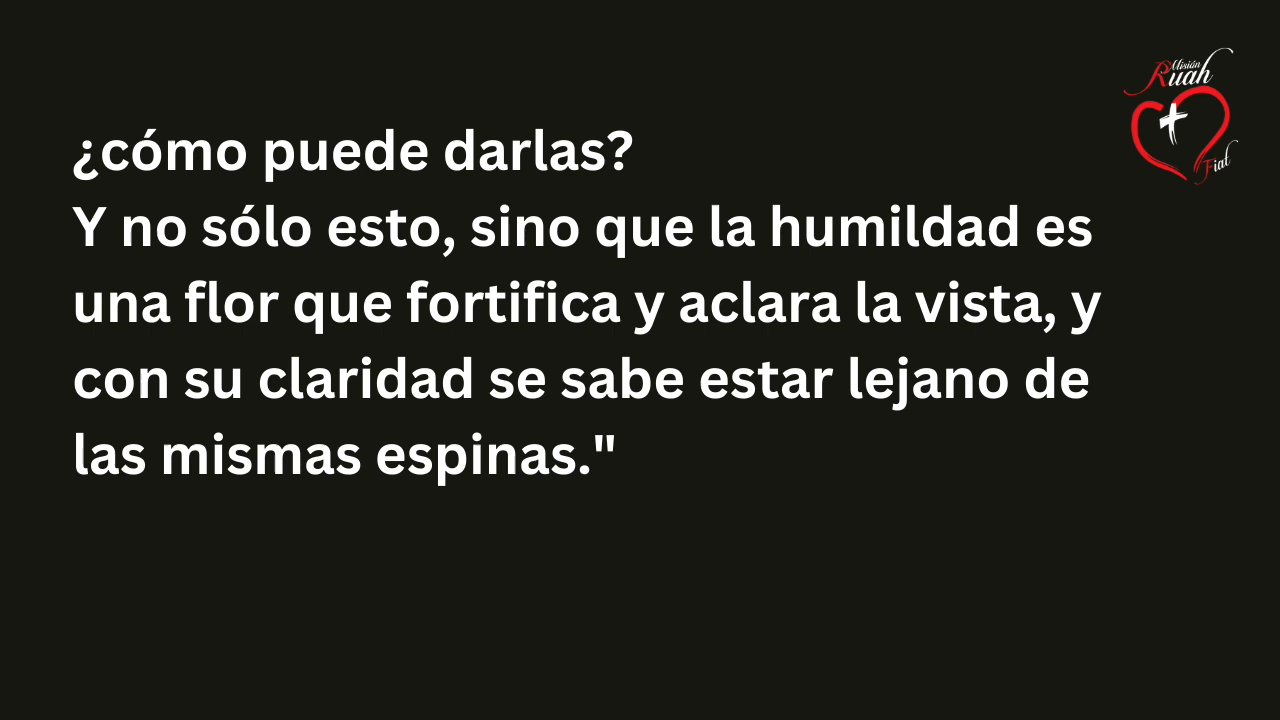 Misión
Ruah
Fiat
¿cómo puede darlas?
Y no sólo esto, sino que la humildad es
una flor que fortifica y aclara la vista, y
con su claridad se sabe estar lejano de
las mismas espinas."